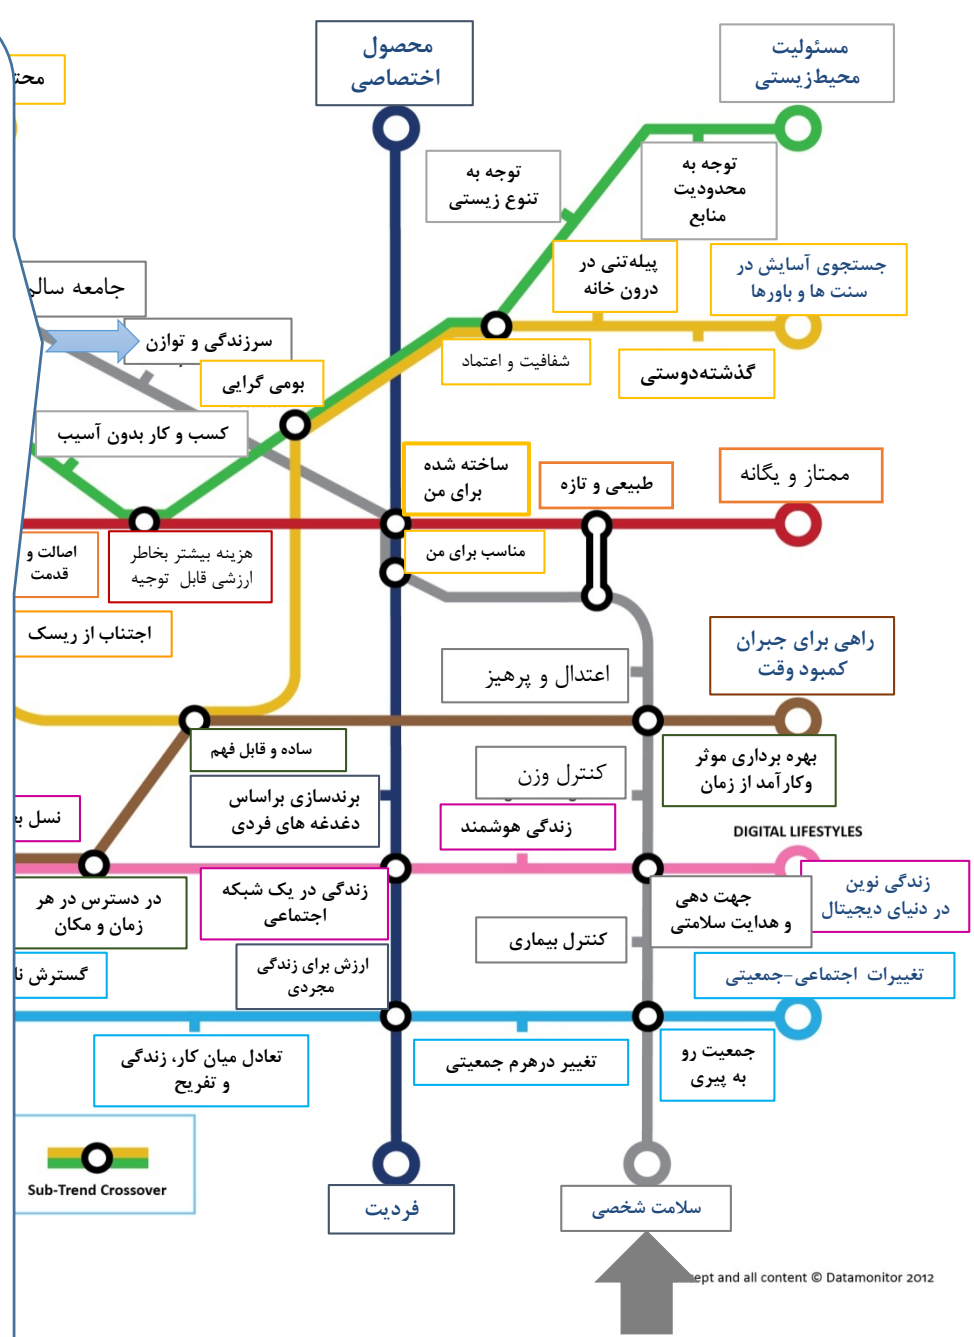 محصول
اختصاصی
مسئولیت
محیطزیستی
توجه به
تنوع زیستی
توجه به
محدودیت
منابع
پیله‌تنی در
درون خانه
جستجوی آسایش در
سنت ها و باورها
جامعه سالم
سرزندگی و توازن
بومی گرایی
شفافیت و اعتماد
گذشته‌دوستی
کسب و کار بدون آسیب
ساخته شده
برای من
طبیعی و تازه
ممتاز و یگانه
اصالت و
قدمت
هزینه بیشتر بخاطر
ارزشی قابل توجیه
مناسب برای من
اجتناب از ریسک
اعتدال و پرهیز
راهی برای جبران
کمبود وقت
ساده و قابل فهم
بهره برداری موثر
وکارآمد از زمان
برندسازی براساس
دغدغه های فردی
کنترل وزن
زندگی هوشمند
نسل
DIGITAL LIFESTYLES
در دسترس در هر
زمان و مکان
زندگی در یک شبکه
اجتماعی
جهت دهی
و هدایت سلامتی
زندگی نوین
در دنیای دیجیتال
کنترل بیماری
گسترش
ارزش برای زندگی
مجردی
تغییرات اجتماعی-جمعیتی
تعادل میان کار، زندگی
و تفریح
تغییر درهرم جمعیتی
جمعیت رو
به پیری
Sub-Trend Crossover
فردیت
سلامت شخصی
and all content © Datamonitor 2012